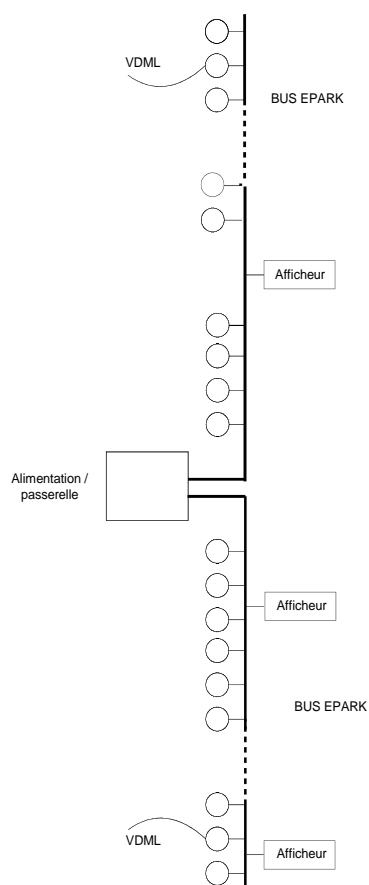 VDML
BUS EPARK
Afficheur
Alimentation /
passerelle
Afficheur
BUS EPARK
VDML
Afficheur